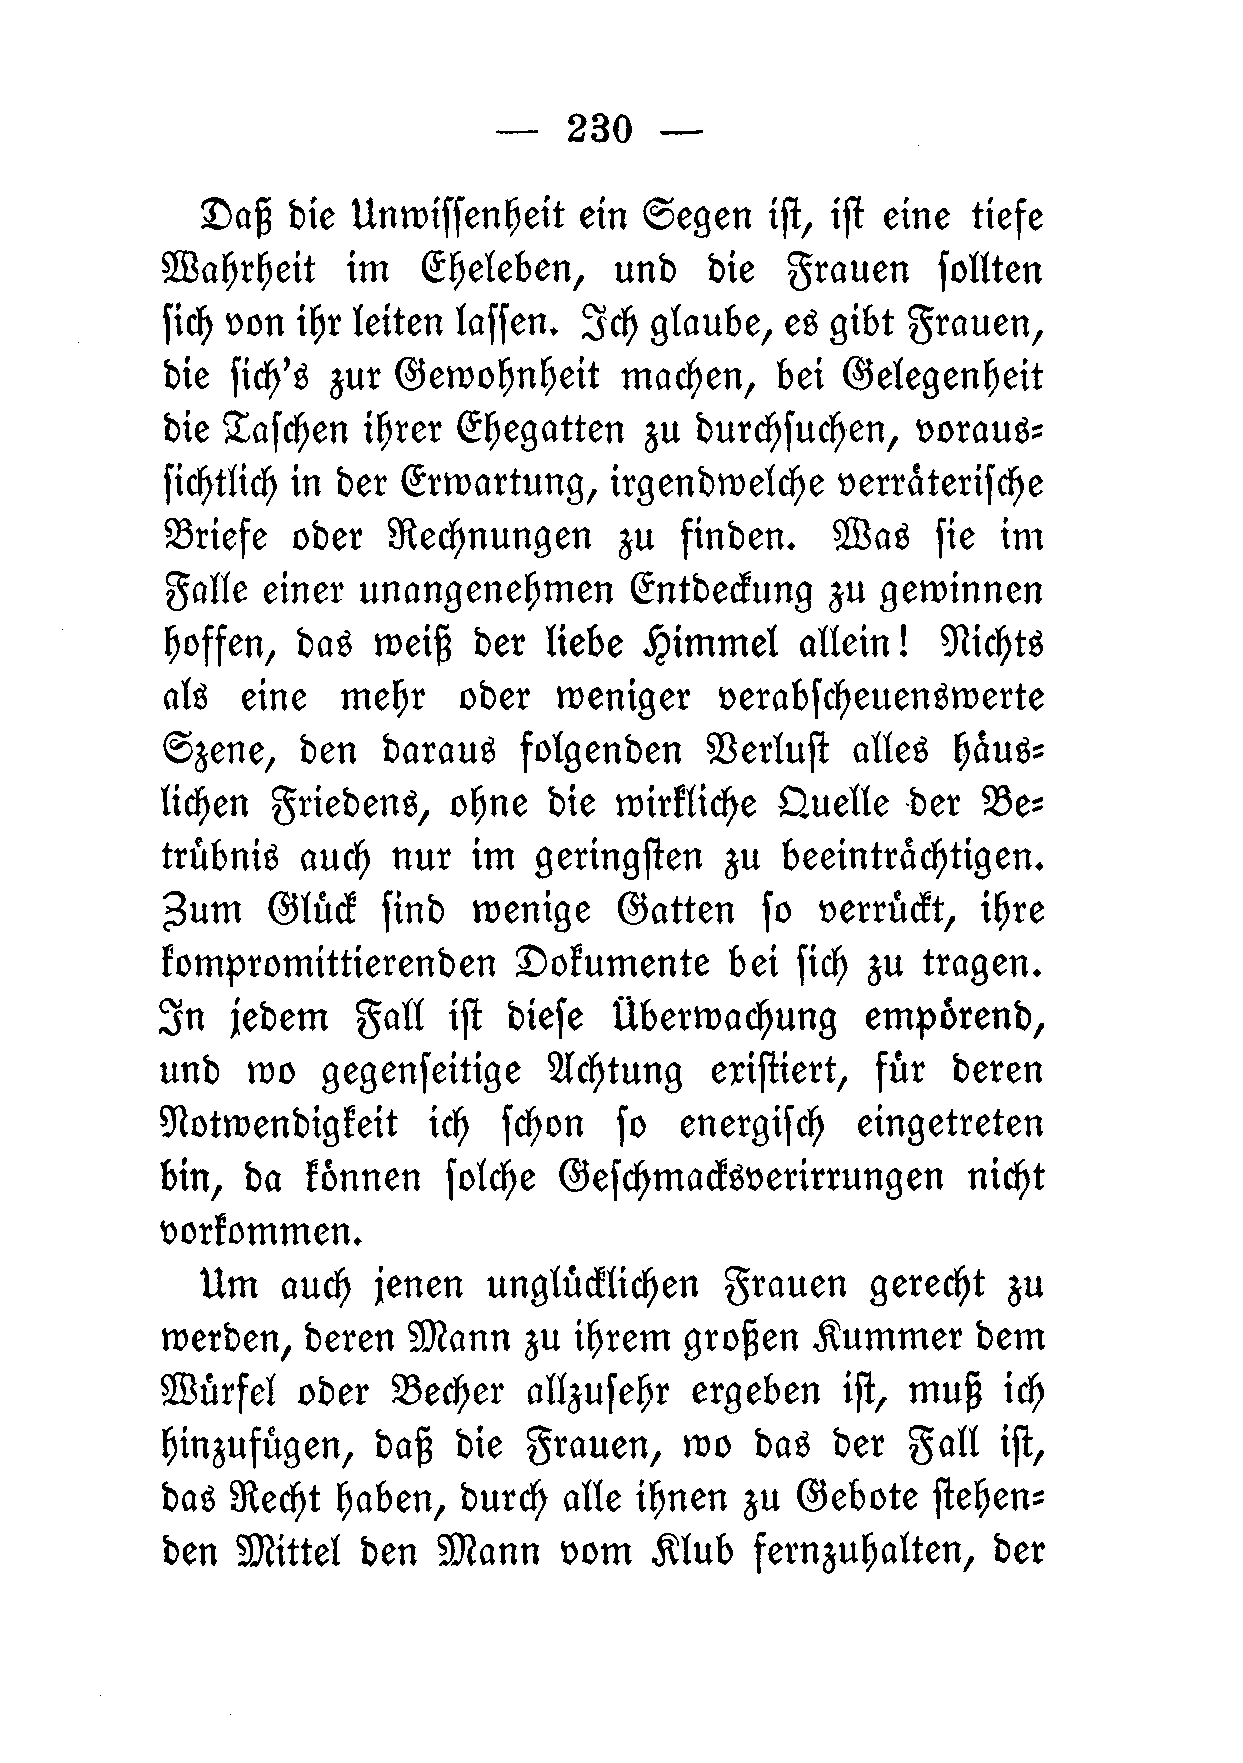 — 230 —
Daß die Unwissenheit ein Segen ist, ist eine tiefe
Wahrheit im Eheleben, und die Frauen sollten
sich von ihr leiten lassen. Ich glaube, es gibt Frauen,
die sich's zur Gewohnheit machen, bei Gelegenheit
die Taschen ihrer Ehegatten zu durchsuchen, voraus-
sichtlich in der Erwartung, irgendwelche verräterische
Briefe oder Rechnungen zu finden. Was sie im
Falle einer unangenehmen Entdeckung zu gewinnen
hoffen, das weiß der liebe Himmel allein! Nichts
als eine mehr oder weniger verabscheuenswerte
Szene, den daraus folgenden Verlust alles häus-
lichen Friedens, ohne die wirkliche Quelle der Be-
trübnis auch nur im geringsten zu beeinträchtigen.
Zum Glück sind wenige Gatten so verrückt, ihre
kompromittierenden Dokumente bei sich zu tragen.
In jedem Fall ist diese Überwachung empörend,
und wo gegenseitige Achtung existiert, für deren
Notwendigkeit ich schon so energisch eingetreten
bin, da können solche Geschmacksverirrungen nicht
vorkommen.
Um auch jenen unglücklichen Frauen gerecht zu
werden, deren Mann zu ihrem großen Kummer dem
Würfel oder Becher allzusehr ergeben ist, muß ich
hinzufügen, daß die Frauen, wo das der Fall ist,
das Recht haben, durch alle ihnen zu Gebote stehen-
den Mittel den Mann vom Klub fernzuhalten, der